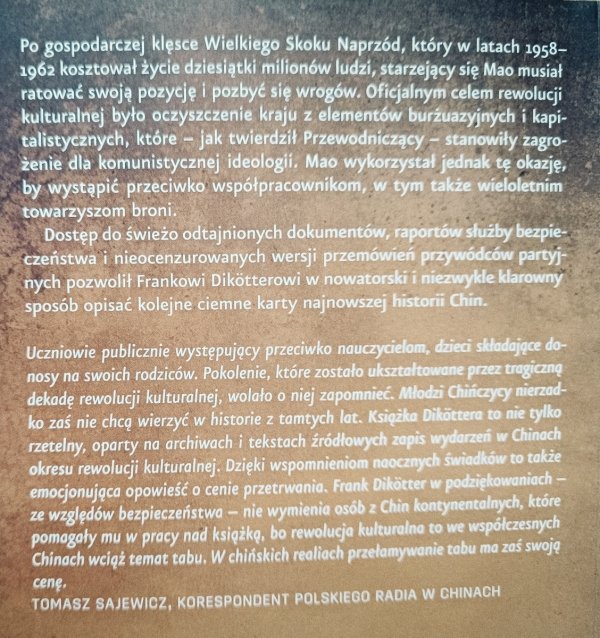 Po gospodarczej klęsce Wielkiego Skoku Naprzód, który w latach 1958–
1962 kosztował życie dziesiątki milionów ludzi, starzejący się Mao musiał
ratować swoją pozycję i pozbyć się wrogów. Oficjalnym celem rewolucji
kulturalnej było oczyszczenie kraju z elementów burżuazyjnych i kapi-
talistycznych, które – jak twierdził Przewodniczący – stanowiły zagro-
żenie dla komunistycznej ideologii. Mao wykorzystał jednak tę okazję,
by wystąpić przeciwko współpracownikom, w tym także wieloletnim
towarzyszom broni.
Dostęp do świeżo odtajnionych dokumentów, raportów służby bezpie-
czeństwa i nieocenzurowanych wersji przemówień przywódców partyj-
nych pozwolił Frankowi Dikötterowi w nowatorski i niezwykle klarowny
sposób opisać kolejne ciemne karty najnowszej historii Chin.
Uczniowie publicznie występujący przeciwko nauczycielom, dzieci składające do-
nosy na swoich rodziców. Pokolenie, które zostało ukształtowane przez tragiczną
dekadę rewolucji kulturalnej, wolało o niej zapomnieć. Młodzi Chińczycy nierzad-
ko zaś nie chcą wierzyć w historie z tamtych lat. Książka Diköttera to nie tylko
rzetelny, oparty na archiwach i tekstach źródłowych zapis wydarzeń w Chinach
okresu rewolucji kulturalnej. Dzięki wspomnieniom naocznych świadków to także
emocjonująca opowieść o cenie przetrwania. Frank Dikötter w podziękowaniach –
ze względów bezpieczeństwa – nie wymienia osób z Chin kontynentalnych, które
pomagały mu w pracy nad książką, bo rewolucja kulturalna to we współczesnych
Chinach wciąż temat tabu. W chińskich realiach przełamywanie tabu ma zaś swoją
cenę.
TOMASZ SAJEWICZ, KORESPONDENT POLSKIEGO RADIA W CHINACH